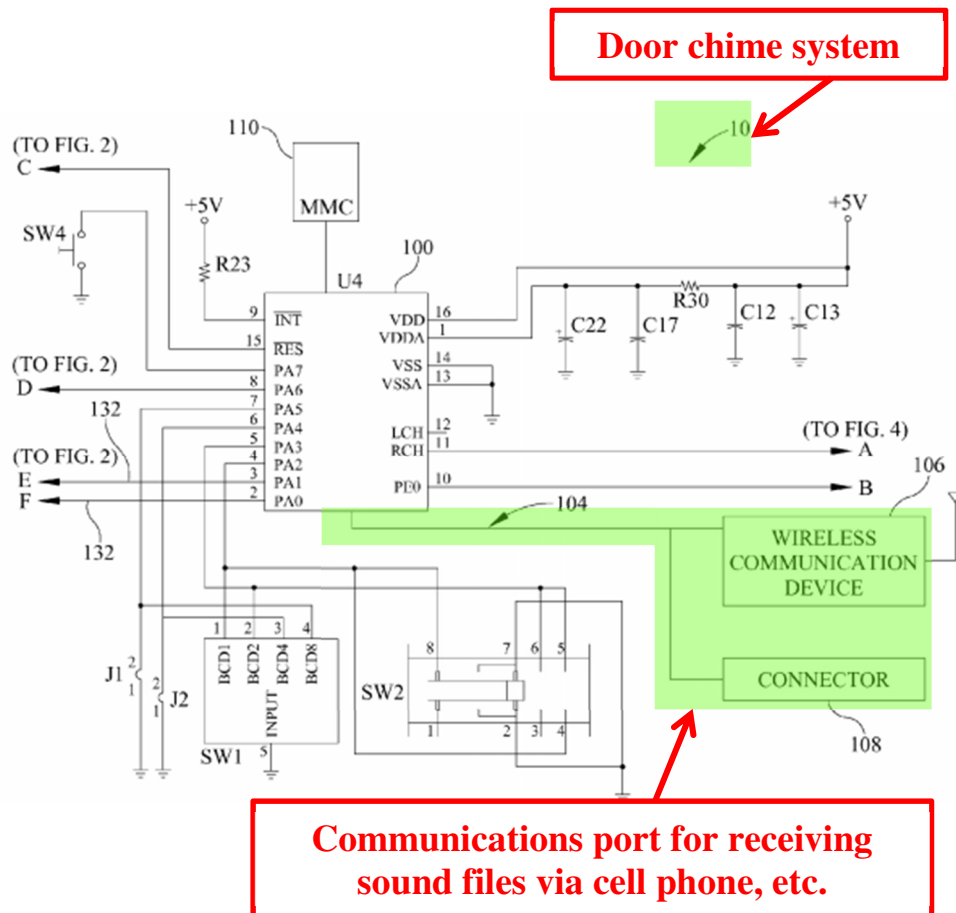 Door chime system
10
110
(TO FIG. 2)
C
MMC
+5V
+5V
SW4
R23
U4
100
R30
C22
C17
C12
C13
9
INT
VDD
16
15
RES
VDDA
1
PA7
VSS
14
(TO FIG. 2)
D
8
PA6
VSSA
13
7
PA5
132
6
PA4
LCH
12
5
PA3
RCH
11
(TO FIG. 4)
A
(TO FIG. 2)
4
PA2
E
3
PA1
PE0
10
B
F
2
PA0
106
132
104
WIRELESS
COMMUNICATION
DEVICE
1
2
3
4
BCD1
BCD2
BCD4
BCD8
INPUT
5
SW1
J1
2
1
J2
2
1
8
7
6
5
SW2
1
2
3
4
CONNECTOR
108
Communications port for receiving
sound files via cell phone, etc.